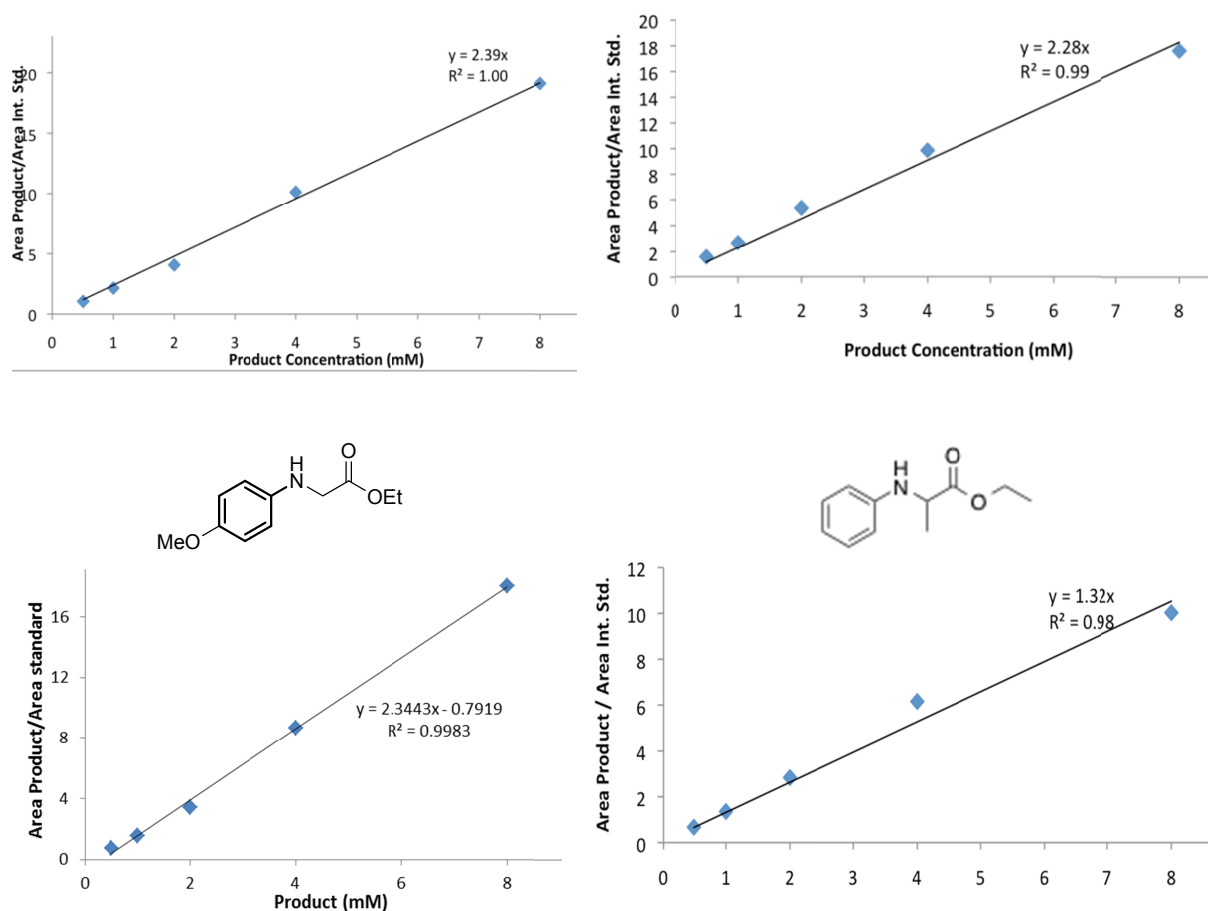 Area Product/Area Int. Std.
y = 2.39x
R² = 1.00
20
15
10
5
0
0 1 2 3 4 5 6 7 8
Product Concentration (mM)
Area Product/Area Int. Std.
y = 2.28x
R² = 0.99
20
18
16
14
12
10
8
6
4
2
0
0 1 2 3 4 5 6 7 8
Product Concentration (mM)
H
N
O
OEt
MeO
H
N
O
O
Area Product/Area standard
y = 2.3443x - 0.7919
R² = 0.9983
16
12
8
4
0
0 2 4 6 8
Product (mM)
Area Product / Area Int. Std.
y = 1.32x
R² = 0.98
12
10
8
6
4
2
0
0 1 2 3 4 5 6 7 8